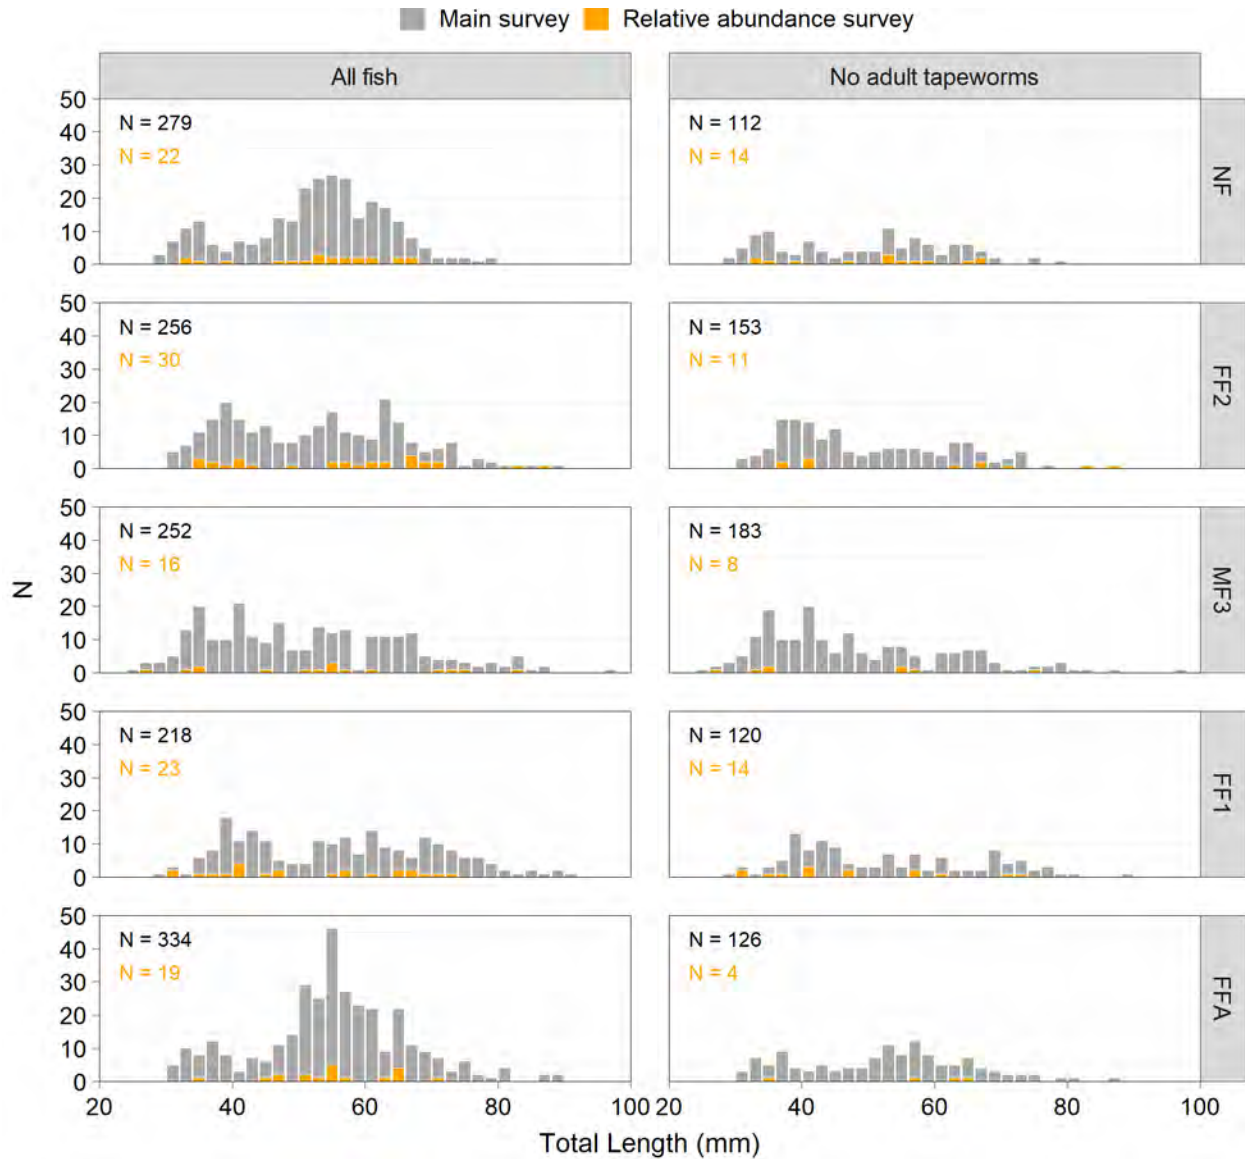 Main survey Relative abundance survey
All fish No adult tapeworms
50
40
30
20
10
0
N = 279
N = 22
N = 112
N = 14
NF
50
40
30
20
10
0
N = 256
N = 30
N = 153
N = 11
FF2
50
40
30
20
10
0
N = 252
N = 16
N = 183
N = 8
MF3
50
40
30
20
10
0
N = 218
N = 23
N = 120
N = 14
FF1
50
40
30
20
10
0
N = 334
N = 19
N = 126
N = 4
FFA
N
20 40 60 80 100 20 40 60 80 100
Total Length (mm)